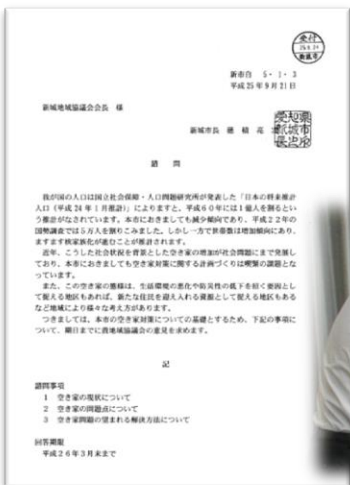 受付
25.9.24
新城市自 5-1-3
平成25年9月21日
新城地域協議会会長 様
新城市長 穂積亮
諮問
我が国の人口は国立社会保障・人口問題研究所が発表した「日本の将来推計
人口(平成24年1月推計)」によりますと、平成60年には1億人を割るとい
う推計がなされています。本市におきましても減少傾向であり、平成22年の
国勢調査では5万人を割りこみました。しかし一方で世帯数は増加傾向にあり、
ますます核家族化が進むことが推計されます。
近年、こうした社会状況を背景とした空き家の増加が社会問題にまで発展し
ており、本市におきましても空き家対策に関する計画づくりは喫緊の課題とな
っています。
また、この空き家の態様は、生活環境の悪化や防災性の低下を招く要因とし
て捉える地区もあれば、新たな住民を迎え入れる資源として捉える地区もある
など地域により様々な考え方があります。
つきましては、本市の空き家対策についての基礎とするため、下記の事項に
ついて、期日までに貴地域協議会の意見を求めます。
記
諮問事項
1 空き家の現状について
2 空き家の問題点について
3 空き家問題の望まれる解決方法について
回答期限
平成26年3月末まで